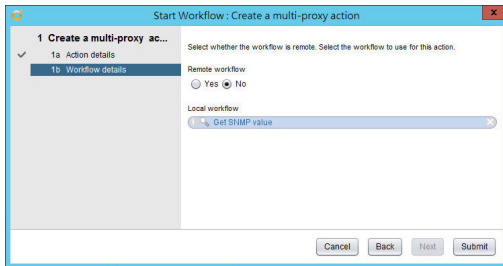 Start Workflow : Create a multi-proxy action
x
1 Create a multi-proxy ac...
1a Action details
1b Workflow details
Select whether the workflow is remote. Select the workflow to use for this action.
Remote workflow
Yes No
Local workflow
Get SNMP value
Cancel Back Next Submit